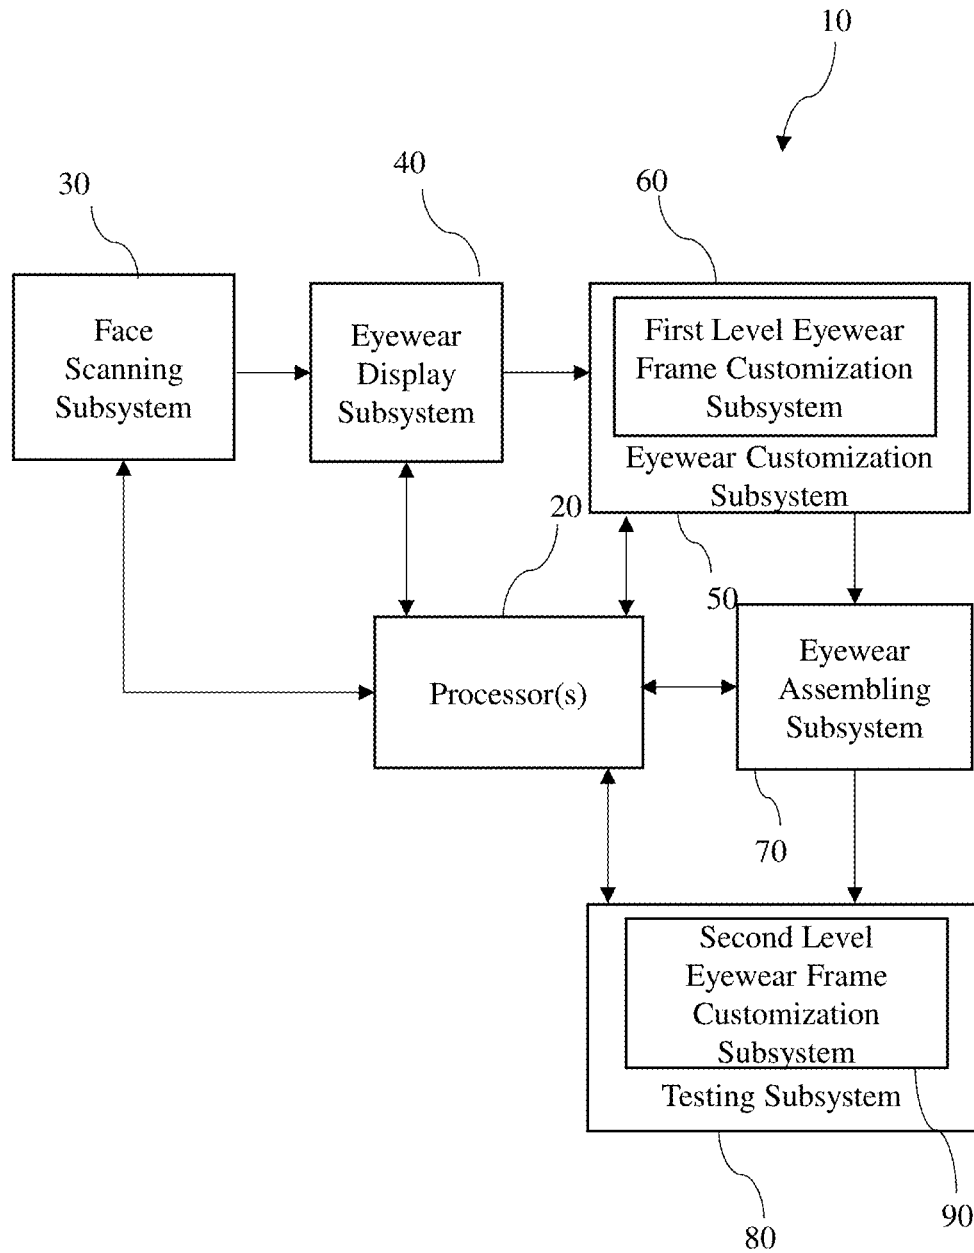 10
30
40
60
Face
Scanning
Subsystem
Eyewear
Display
Subsystem
First Level Eyewear
Frame Customization
Subsystem
Eyewear Customization
Subsystem
20
50
Processor(s)
Eyewear
Assembling
Subsystem
70
Second Level
Eyewear Frame
Customization
Subsystem
Testing Subsystem
80
90